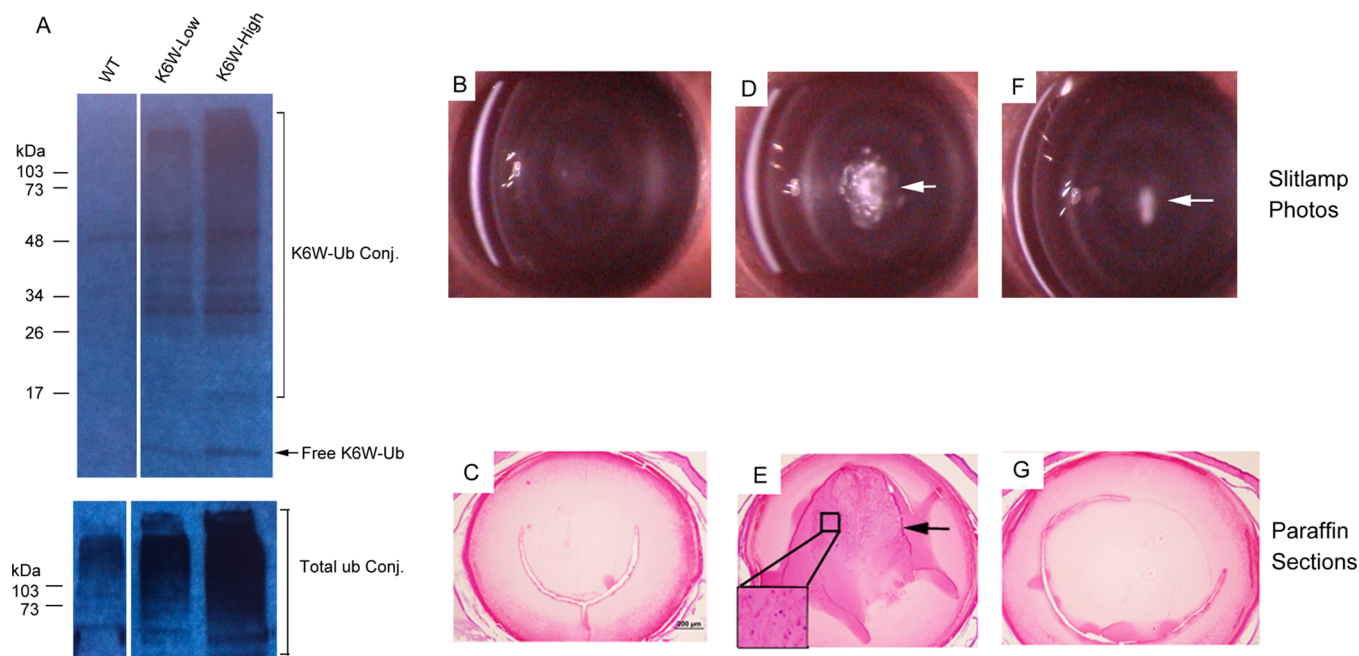 A
WT
K6W-Low
K6W-High
kDa
103
73
48
34
26
17
K6W-Ub Conj.
Free K6W-Ub
kDa
103
73
Total ub Conj.
B
D
F
Slitlamp
Photos
C
200 µm
E
G
Paraffin
Sections